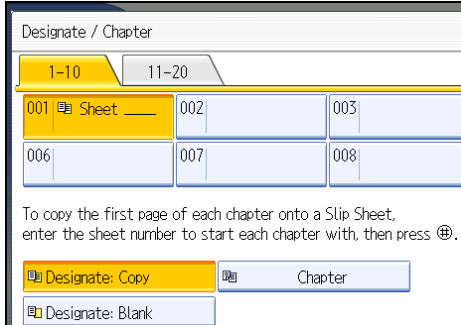 Designate / Chapter
1-10 11-20
001 Sheet ____ 002 003
006 007 008
To copy the first page of each chapter onto a Slip Sheet,
enter the sheet number to start each chapter with, then press ⌗.
Designate: Copy Chapter
Designate: Blank